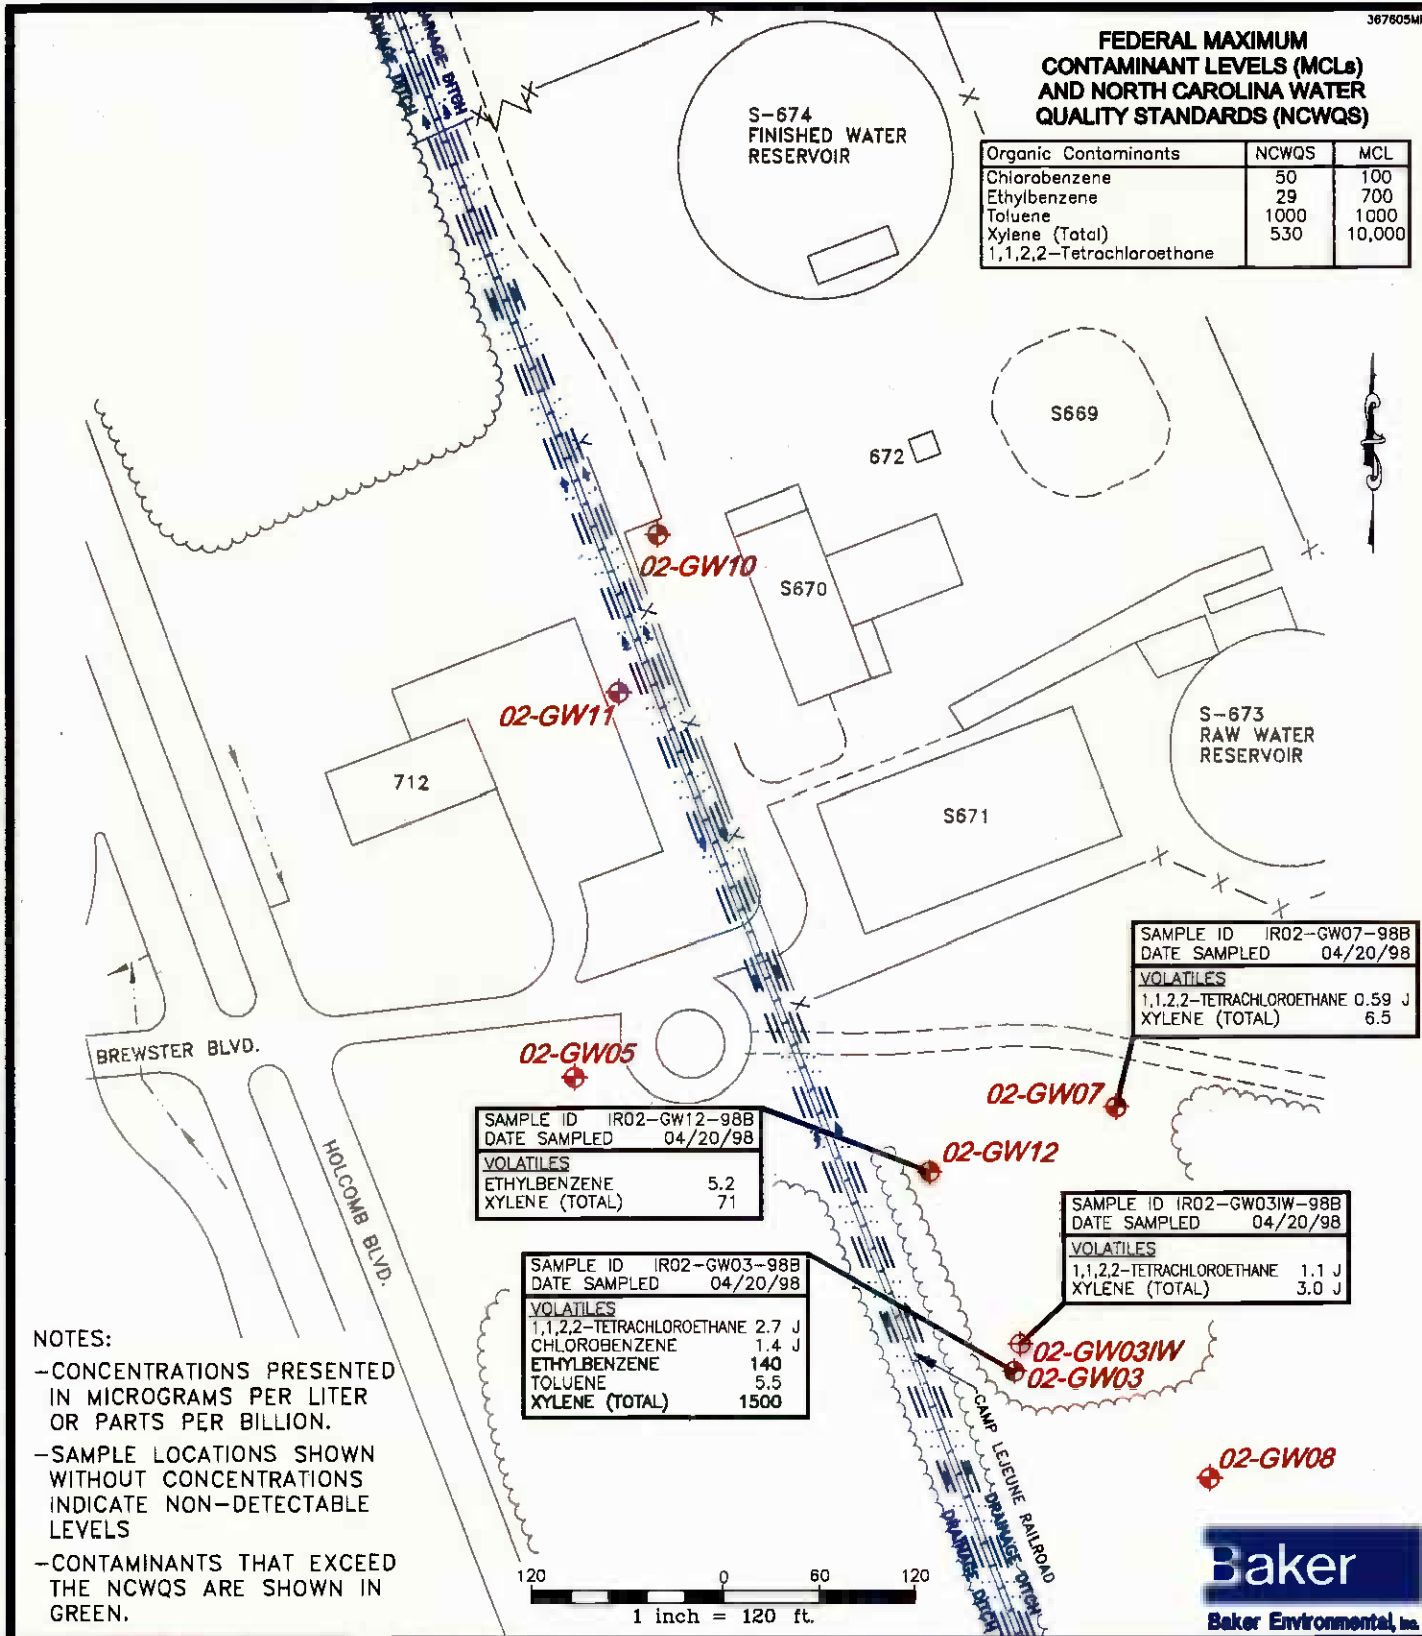 367605M
FEDERAL MAXIMUM
CONTAMINANT LEVELS (MCLs)
AND NORTH CAROLINA WATER
QUALITY STANDARDS (NCWQS)
Organic Contaminants NCWQS MCL
Chlorobenzene 50 100
Ethylbenzene 29 700
Toluene 1000 1000
Xylene (Total) 530 10,000
1,1,2,2-Tetrachloroethane
DRAINAGE DITCH
DRAINAGE DITCH
S-674
FINISHED WATER
RESERVOIR
S669
672
02-GW10
S670
02-GW11
S-673
RAW WATER
RESERVOIR
712
S671
SAMPLE ID IR02-GW07-98B
DATE SAMPLED 04/20/98
VOLATILES
1,1,2,2-TETRACHLOROETHANE 0.59 J
XYLENE (TOTAL) 6.5
BREWSTER BLVD.
02-GW05
02-GW07
SAMPLE ID IR02-GW12-98B
DATE SAMPLED 04/20/98
VOLATILES
ETHYLBENZENE 5.2
XYLENE (TOTAL) 71
02-GW12
HOLCOMB BLVD.
SAMPLE ID IR02-GW03IW-98B
DATE SAMPLED 04/20/98
VOLATILES
1,1,2,2-TETRACHLOROETHANE 1.1 J
XYLENE (TOTAL) 3.0 J
SAMPLE ID IR02-GW03-98B
DATE SAMPLED 04/20/98
VOLATILES
1,1,2,2-TETRACHLOROETHANE 2.7 J
CHLOROBENZENE 1.4 J
ETHYLBENZENE 140
TOLUENE 5.5
XYLENE (TOTAL) 1500
02-GW03IW
02-GW03
CAMP LEJEUNE RAILROAD
DRAINAGE DITCH
DRAINAGE DITCH
02-GW08
NOTES:
-CONCENTRATIONS PRESENTED
IN MICROGRAMS PER LITER
OR PARTS PER BILLION.
-SAMPLE LOCATIONS SHOWN
WITHOUT CONCENTRATIONS
INDICATE NON-DETECTABLE
LEVELS
-CONTAMINANTS THAT EXCEED
THE NCWQS ARE SHOWN IN
GREEN.
120 0 60 120
1 inch = 120 ft.
Baker
Baker Environmental, Inc.